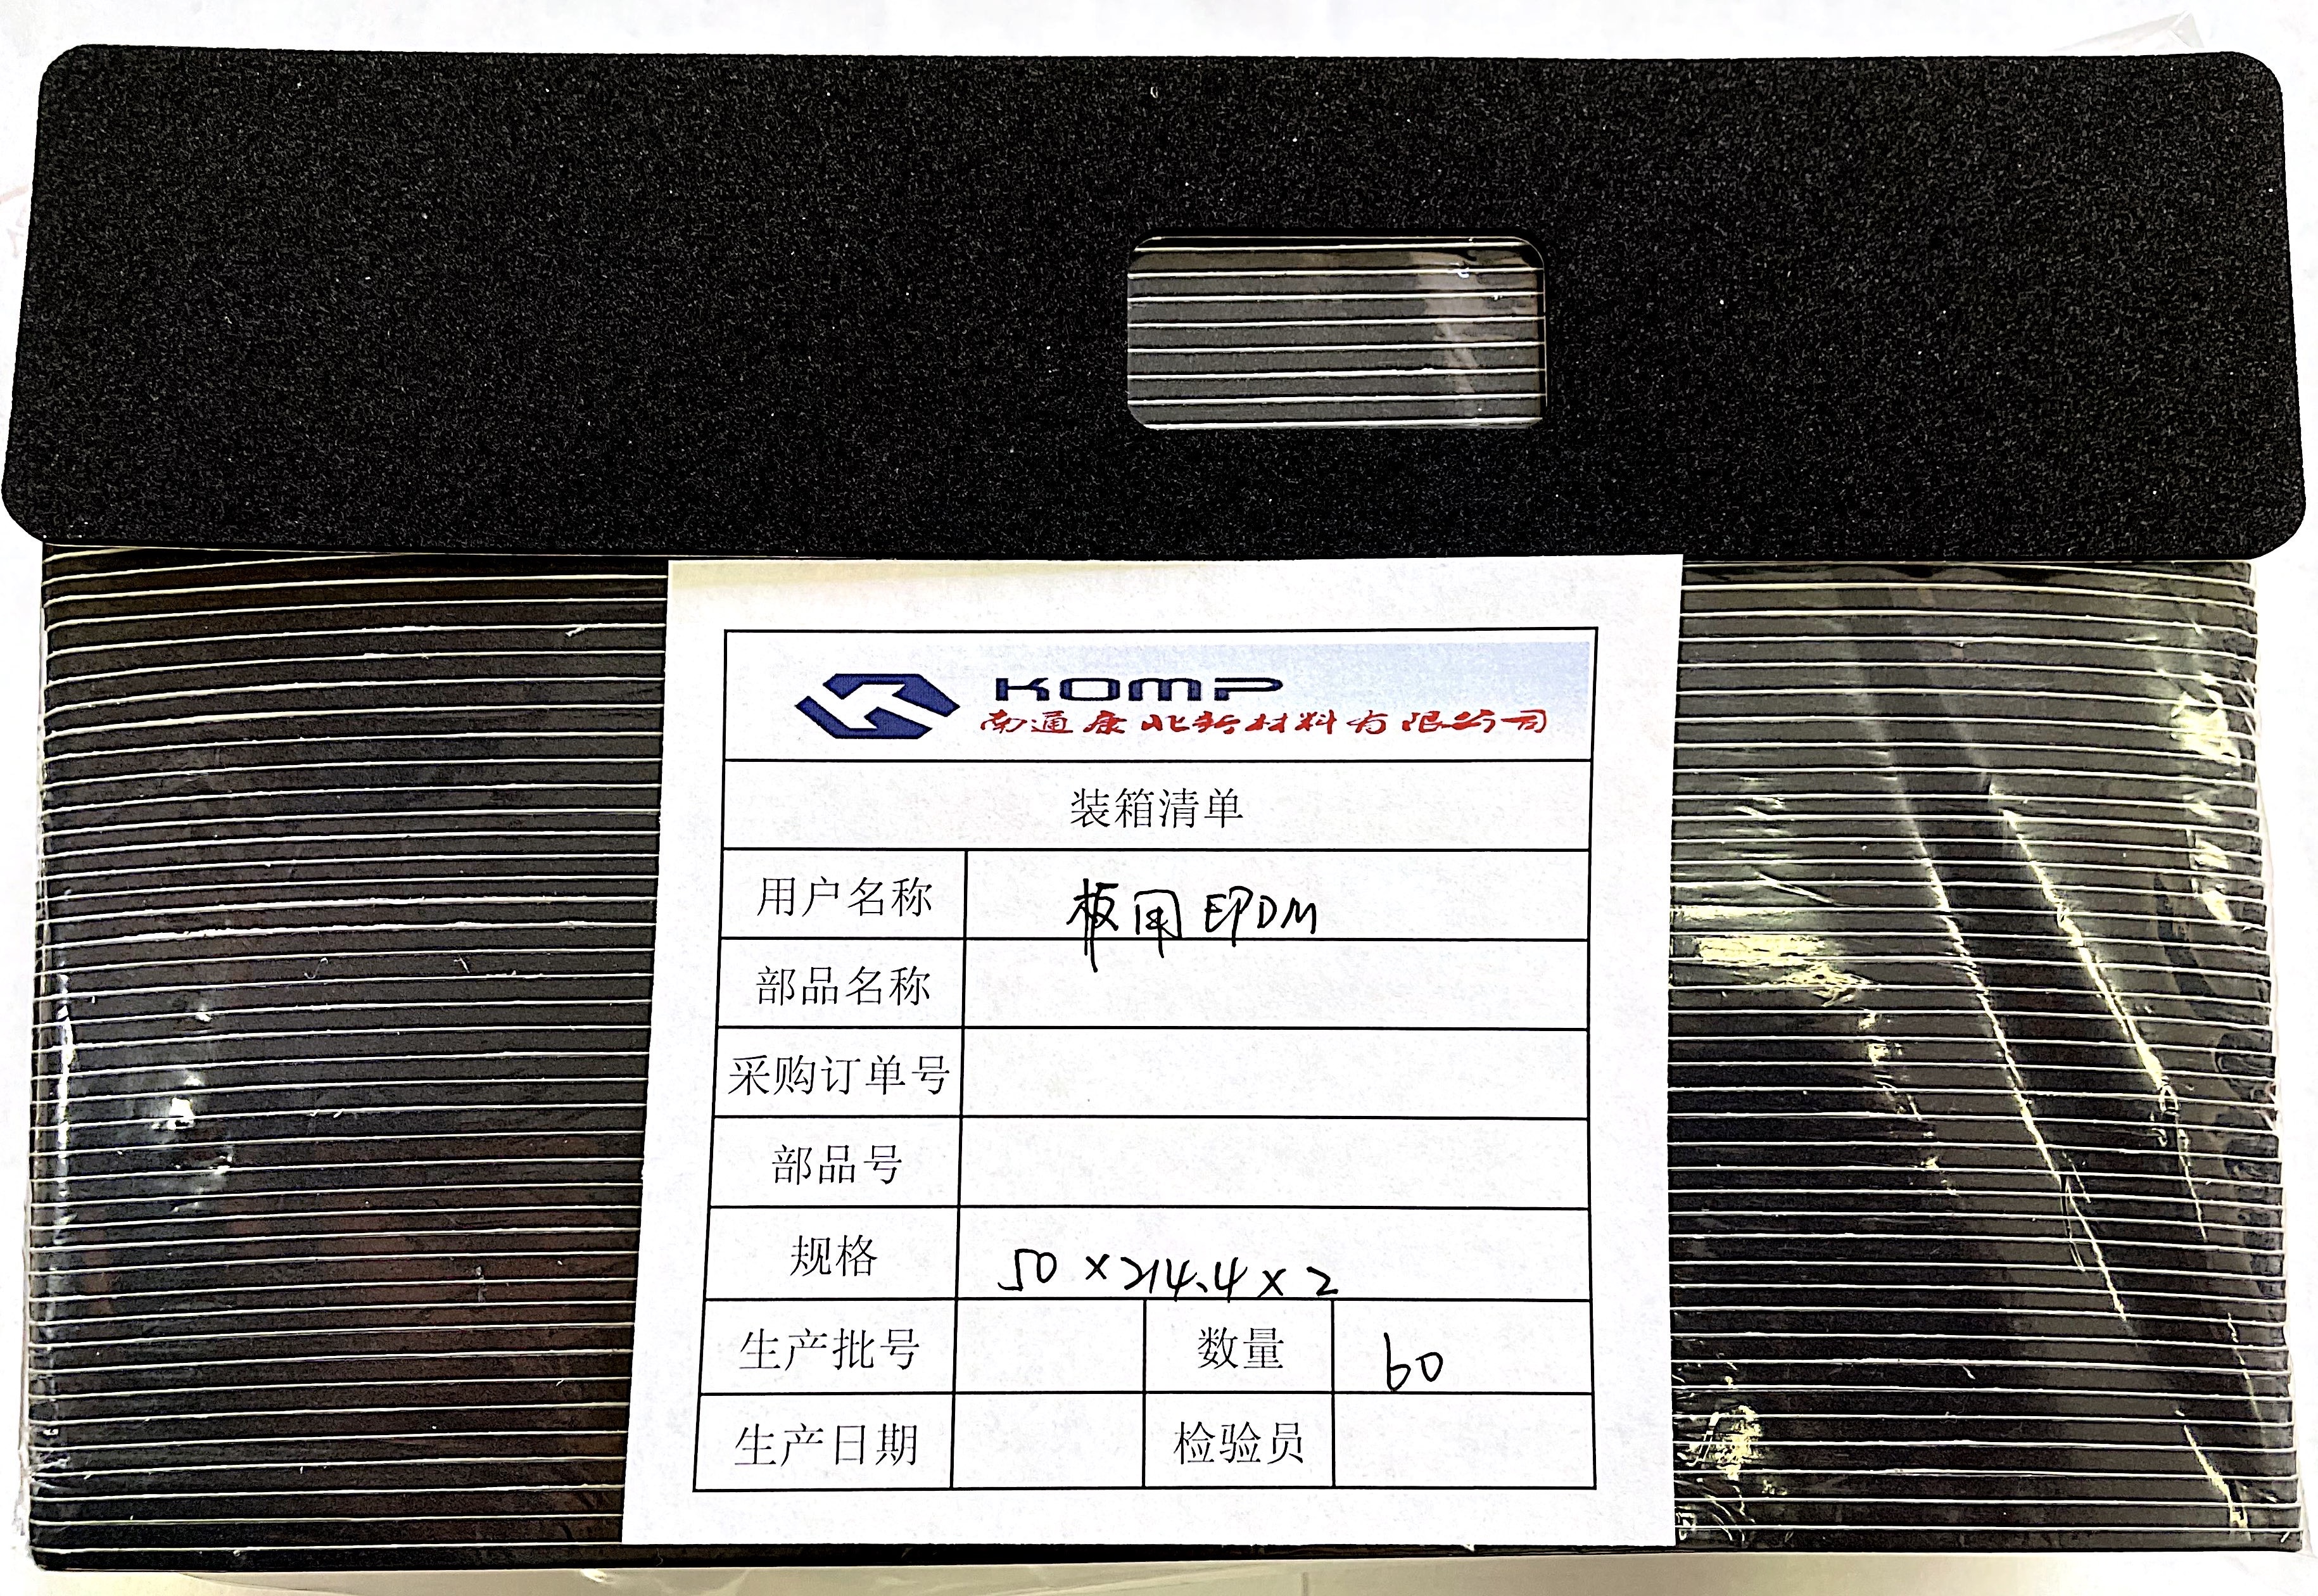 KOMP
南通康北新材料有限公司
装箱清单
用户名称 板用EPDM
部品名称
采购订单号
部品号
规格 50×214.4×2
生产批号 数量 60
生产日期 检验员